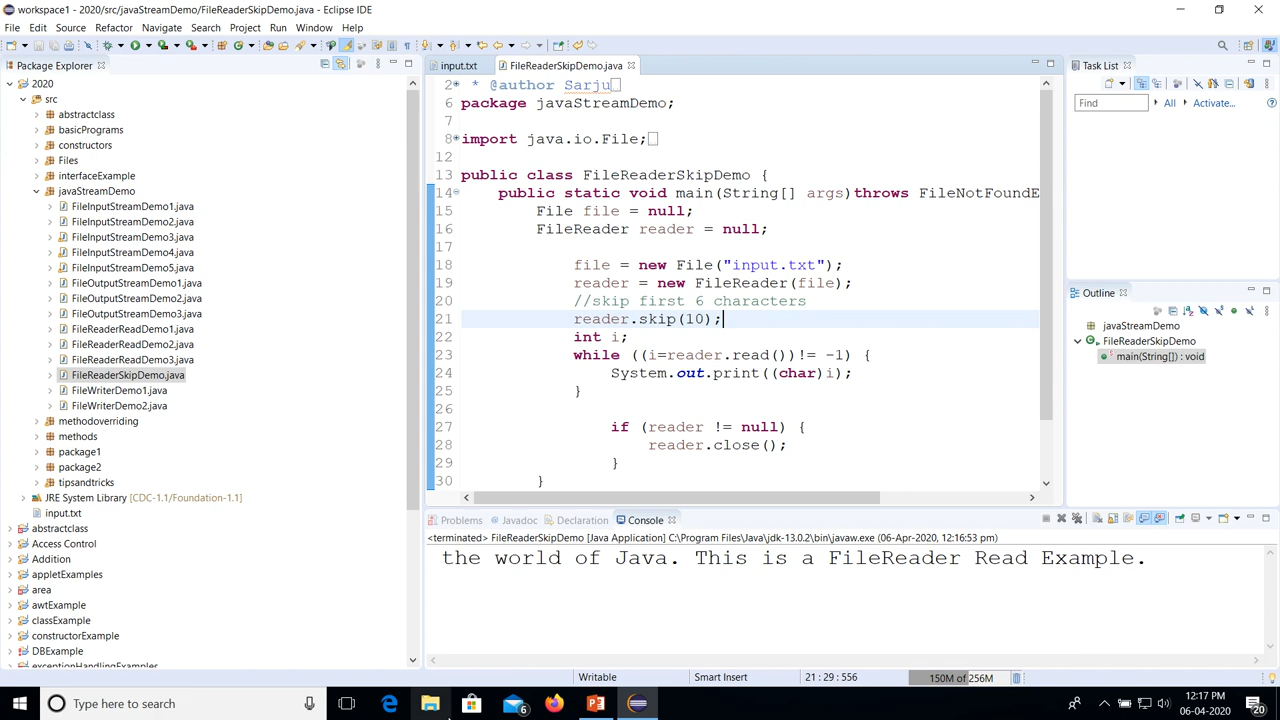 workspace1 - 2020/src/javaStreamDemo/FileReaderSkipDemo.java - Eclipse IDE
File Edit Source Refactor Navigate Search Project Run Window Help
Package Explorer
2020
src
abstractclass
basicPrograms
constructors
Files
interfaceExample
javaStreamDemo
FileInputStreamDemo1.java
FileInputStreamDemo2.java
FileInputStreamDemo3.java
FileInputStreamDemo4.java
FileInputStreamDemo5.java
FileOutputStreamDemo1.java
FileOutputStreamDemo2.java
FileOutputStreamDemo3.java
FileReaderReadDemo1.java
FileReaderReadDemo2.java
FileReaderReadDemo3.java
FileReaderSkipDemo.java
FileWriterDemo1.java
FileWriterDemo2.java
methodoverriding
methods
package1
package2
tipsandtricks
JRE System Library [CDC-1.1/Foundation-1.1]
input.txt
abstractclass
Access Control
Addition
appletExamples
area
awtExample
classExample
constructorExample
DBExample
exceptionHandlingExamples
input.txt FileReaderSkipDemo.java
2 * @author Sarju
6 package javaStreamDemo;
7
8 import java.io.File;
12
13 public class FileReaderSkipDemo {
14 public static void main(String[] args)throws FileNotFoundE
15 File file = null;
16 FileReader reader = null;
17
18 file = new File("input.txt");
19 reader = new FileReader(file);
20 //skip first 6 characters
21 reader.skip(10);
22 int i;
23 while ((i=reader.read())!= -1) {
24 System.out.print((char)i);
25 }
26
27 if (reader != null) {
28 reader.close();
29 }
30 }
Task List
Find All Activate...
Outline
javaStreamDemo
FileReaderSkipDemo
main(String[]) : void
Problems Javadoc Declaration Console
<terminated> FileReaderSkipDemo [Java Application] C:\Program Files\Java\jdk-13.0.2\bin\javaw.exe (06-Apr-2020, 12:16:53 pm)
the world of Java. This is a FileReader Read Example.
Writable Smart Insert 21 : 29 : 556 150M of 256M
Type here to search
6
12:17 PM
06-04-2020
20